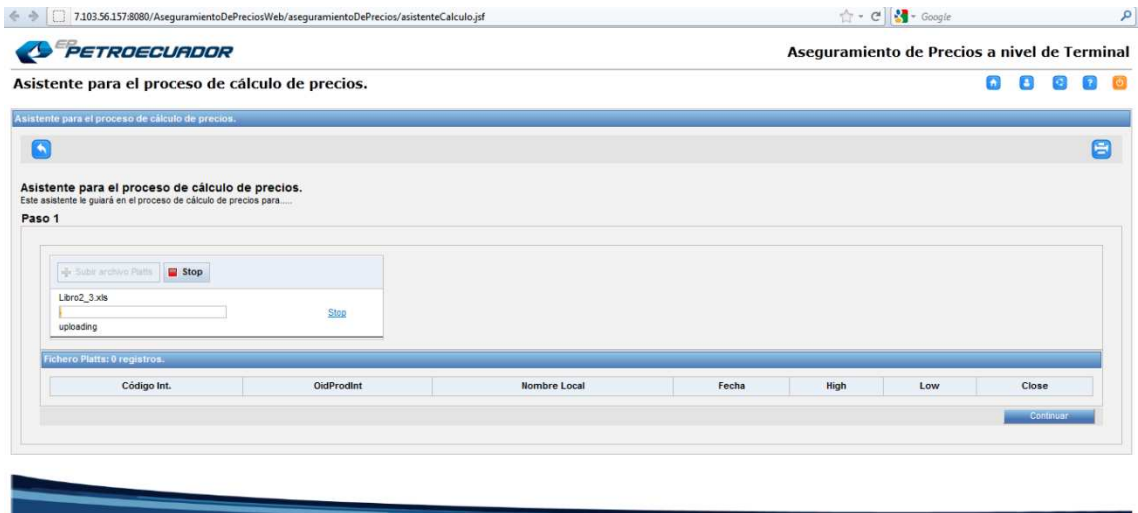 7.103.56.157:8080/AseguramientoDePreciosWeb/aseguramientoDePrecios/asistenteCalculo.jsf
Google
EP PETROECUADOR
Aseguramiento de Precios a nivel de Terminal
Asistente para el proceso de cálculo de precios.
Asistente para el proceso de cálculo de precios.
Asistente para el proceso de cálculo de precios.
Este asistente le guiará en el proceso de cálculo de precios para.....
Paso 1
Subir archivo Platts Stop
Libro2_3.xls
Stop
uploading
Fichero Platts: 0 registros.
Código Int. OidProdInt Nombre Local Fecha High Low Close
Continuar